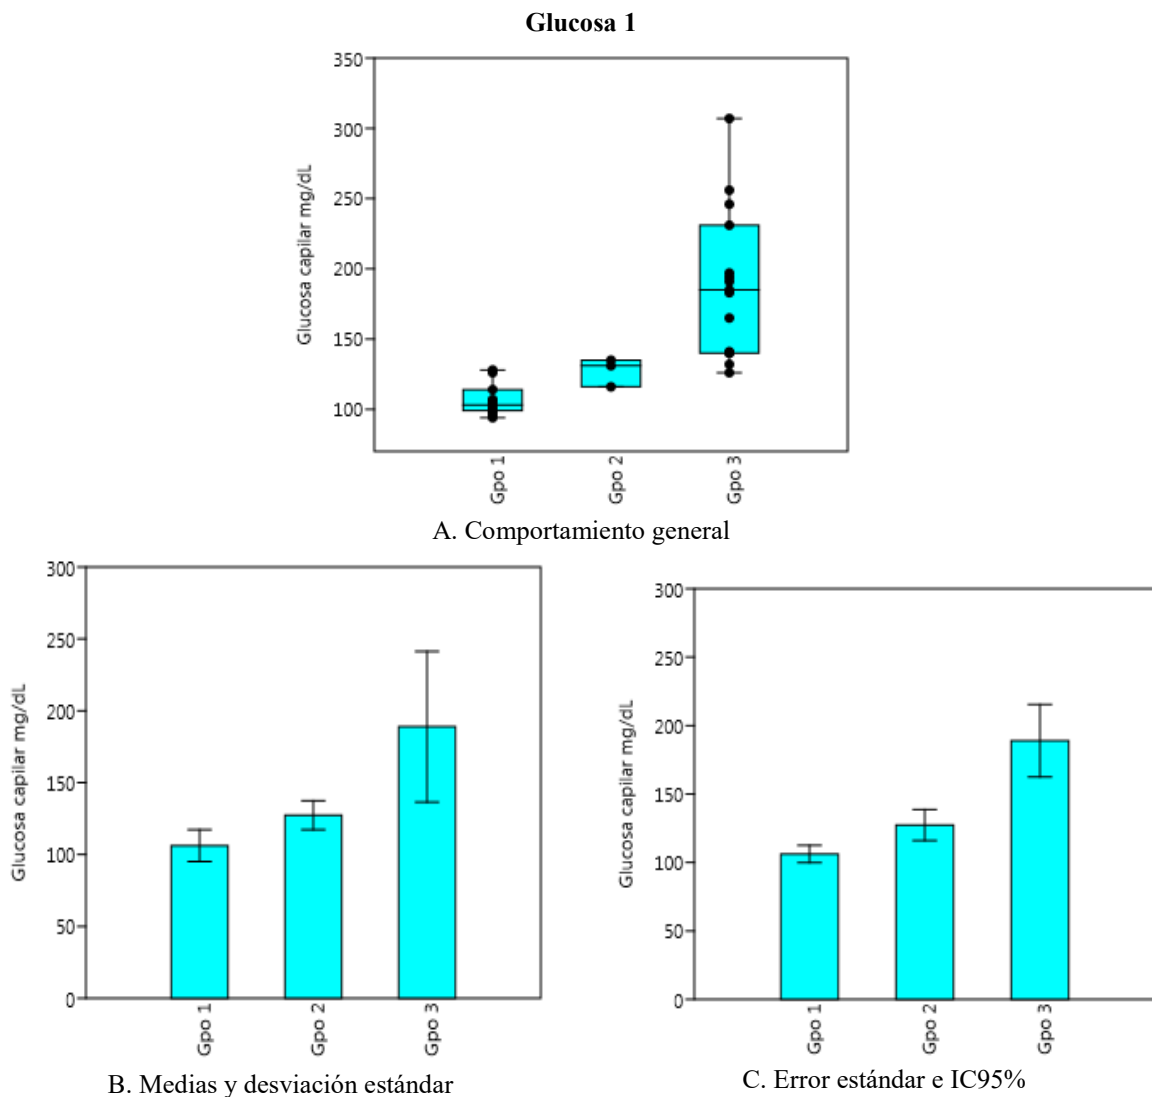 Glucosa 1
350
300
250
200
150
100
Glucosa capilar mg/dL
Gpo 1
Gpo 2
Gpo 3
A. Comportamiento general
300
250
200
150
100
50
0
Glucosa capilar mg/dL
Gpo 1
Gpo 2
Gpo 3
B. Medias y desviación estándar
300
250
200
150
100
50
0
Glucosa capilar mg/dL
Gpo 1
Gpo 2
Gpo 3
C. Error estándar e IC95%